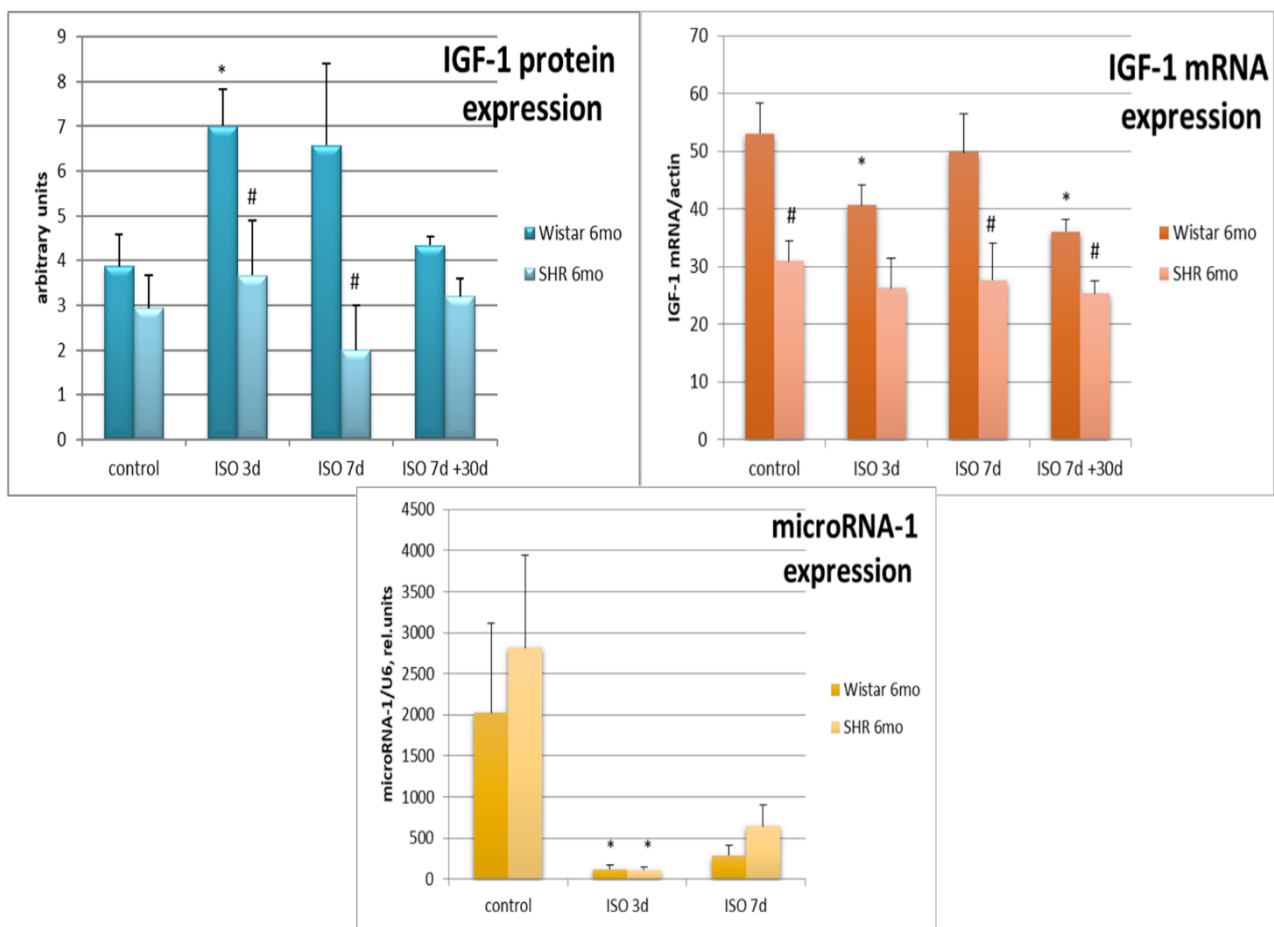 IGF-1 protein
expression
9
8
7
6
5
4
3
2
1
0
arbitrary units
*
#
#
control
ISO 3d
ISO 7d
ISO 7d +30d
Wistar 6mo
SHR 6mo
IGF-1 mRNA
expression
70
60
50
40
30
20
10
0
IGF-1 mRNA/actin
#
*
#
*
#
control
ISO 3d
ISO 7d
ISO 7d +30d
Wistar 6mo
SHR 6mo
microRNA-1
expression
4500
4000
3500
3000
2500
2000
1500
1000
500
0
microRNA-1/U6, rel.units
* *
control
ISO 3d
ISO 7d
Wistar 6mo
SHR 6mo